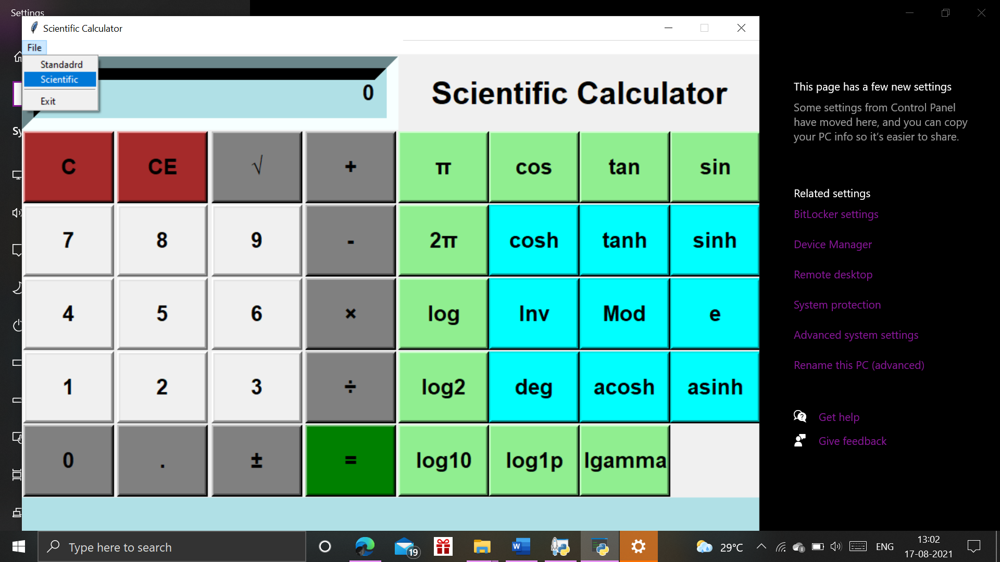 Settings
Scientific Calculator
File
Standadrd
Scientific
Exit
0
Scientific Calculator
C CE √ + π cos tan sin
7 8 9 - 2π cosh tanh sinh
4 5 6 × log Inv Mod e
1 2 3 ÷ log2 deg acosh asinh
0 . ± = log10 log1p lgamma
Sy
This page has a few new settings
Some settings from Control Panel
have moved here, and you can copy
your PC info so it's easier to share.
Related settings
BitLocker settings
Device Manager
Remote desktop
System protection
Advanced system settings
Rename this PC (advanced)
Get help
Give feedback
Type here to search
19
W
29°C
ENG
13:02
17-08-2021